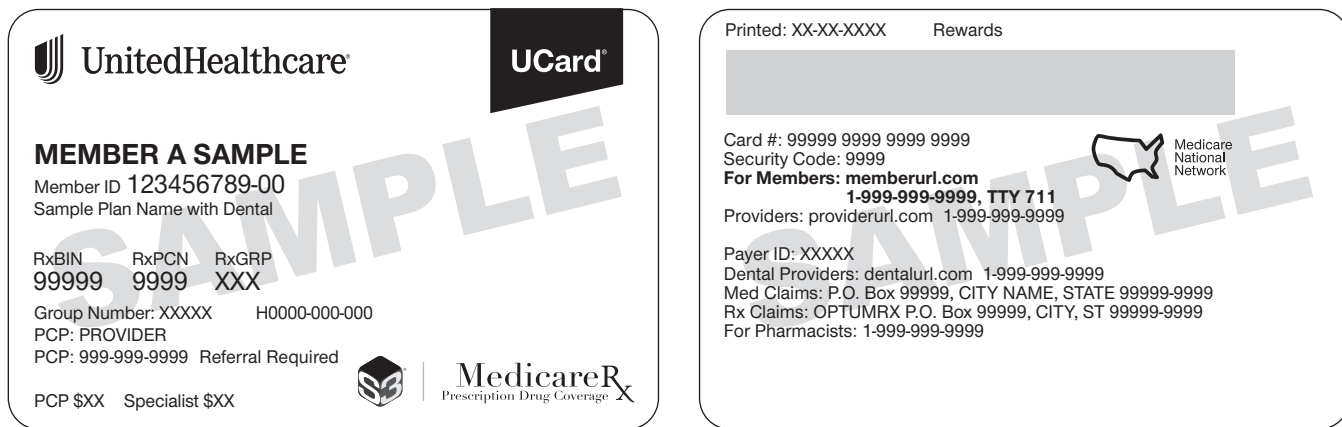 UnitedHealthcare®
UCard®
SAMPLE
MEMBER A SAMPLE
Member ID 123456789-00
Sample Plan Name with Dental
RxBIN RxPCN RxGRP
99999 9999 XXX
Group Number: XXXXX H0000-000-000
PCP: PROVIDER
PCP: 999-999-9999 Referral Required
PCP $XX Specialist $XX
S3
MedicareRx
Prescription Drug Coverage
Printed: XX-XX-XXXX Rewards
SAMPLE
Card #: 99999 9999 9999 9999
Security Code: 9999
For Members: memberurl.com
1-999-999-9999, TTY 711
Providers: providerurl.com 1-999-999-9999
Medicare
National
Network
Payer ID: XXXXX
Dental Providers: dentalurl.com 1-999-999-9999
Med Claims: P.O. Box 99999, CITY NAME, STATE 99999-9999
Rx Claims: OPTUMRX P.O. Box 99999, CITY, ST 99999-9999
For Pharmacists: 1-999-999-9999